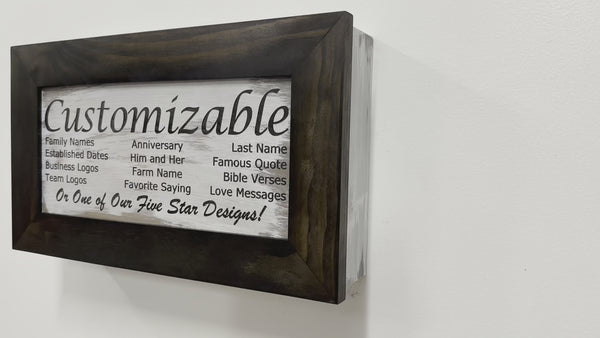 Customizable
Family Names Anniversary Last Name
Established Dates Him and Her Famous Quote
Business Logos Farm Name Bible Verses
Team Logos Favorite Saying Love Messages
Or One of Our Five Star Designs!